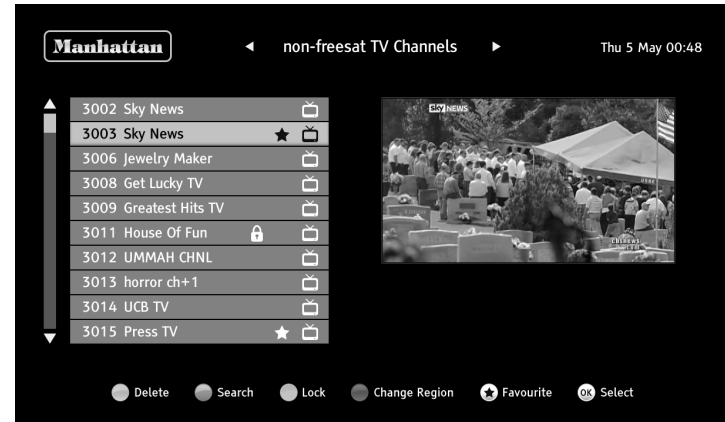 Manhattan
non-freesat TV Channels
Thu 5 May 00:48
3002 Sky News
3003 Sky News
3006 Jewelry Maker
3008 Get Lucky TV
3009 Greatest Hits TV
3011 House Of Fun
3012 UMMAH CHNL
3013 horror ch+1
3014 UCB TV
3015 Press TV
sky NEWS
CBSNEWS
.COM
Delete
Search
Lock
Change Region
Favourite
OK Select